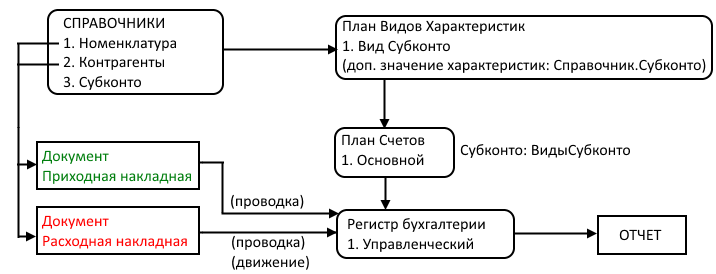 СПРАВОЧНИКИ
1. Номенклатура
2. Контрагенты
3. Субконто
План Видов Характеристик
1. Вид Субконто
(доп. значение характеристик: Справочник.Субконто)
План Счетов
1. Основной
Субконто: ВидыСубконто
Документ
Приходная накладная
(проводка)
Документ
Расходная накладная
(проводка)
(движение)
Регистр бухгалтерии
1. Управленческий
ОТЧЕТ